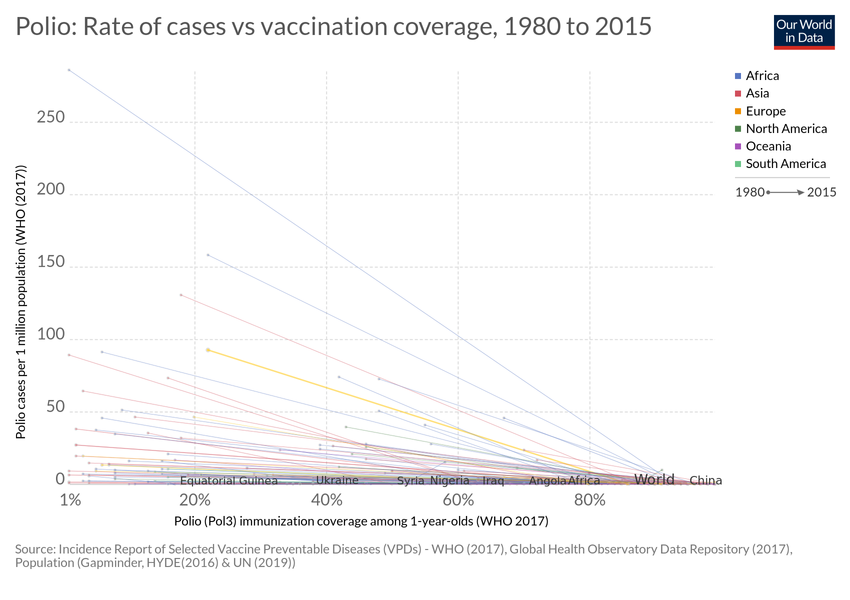 Polio: Rate of cases vs vaccination coverage, 1980 to 2015
Our World
in Data
Africa
Asia
Europe
North America
Oceania
South America
1980
2015
Polio cases per 1 million population (WHO (2017))
250
200
150
100
50
0
Equatorial Guinea
Ukraine
Syria
Nigeria
Iraq
Angola
Africa
World
China
1%
20%
40%
60%
80%
Polio (Pol3) immunization coverage among 1-year-olds (WHO 2017)
Source: Incidence Report of Selected Vaccine Preventable Diseases (VPDs) - WHO (2017), Global Health Observatory Data Repository (2017),
Population (Gapminder, HYDE(2016) & UN (2019))